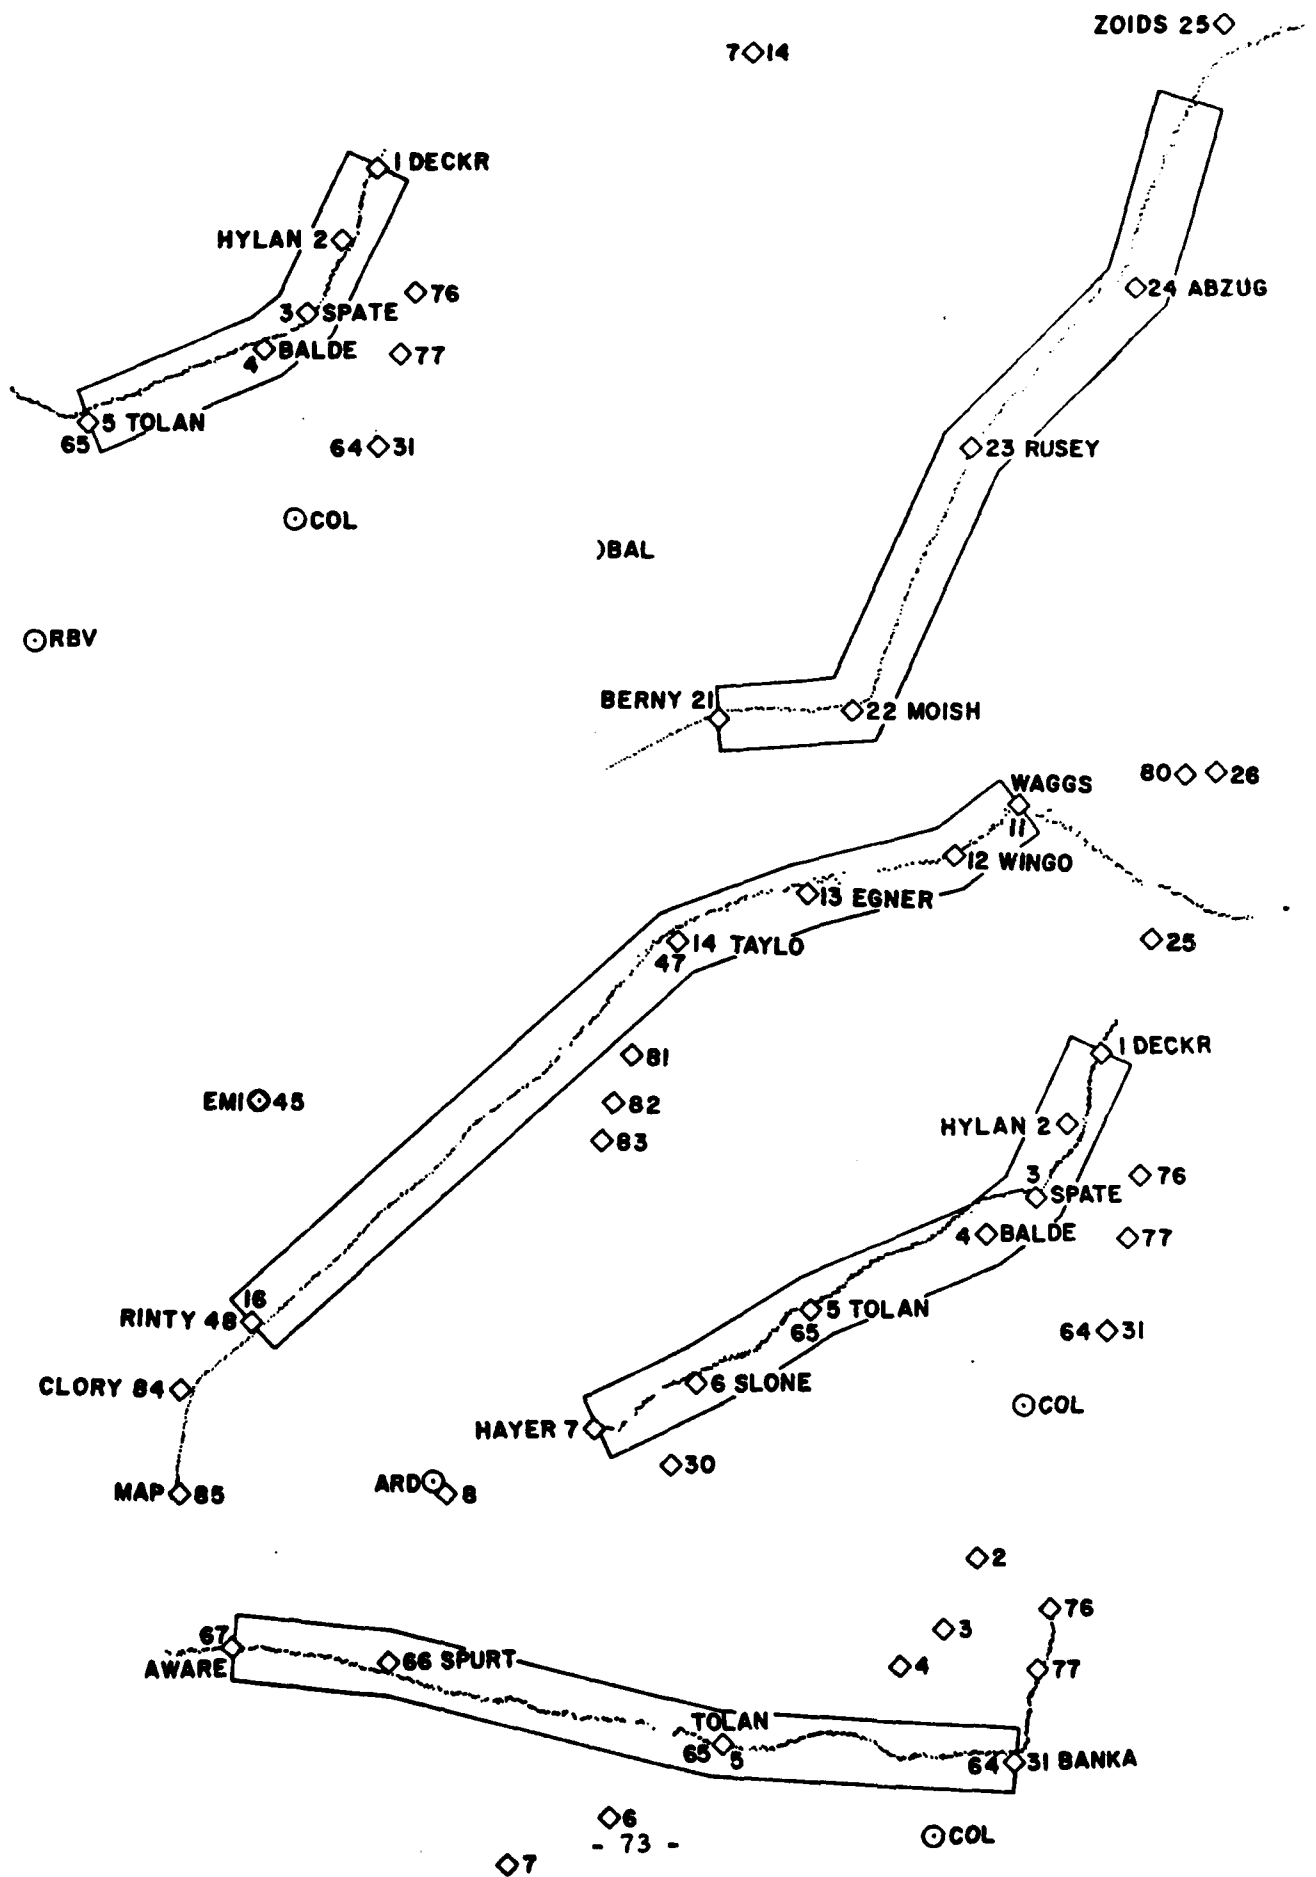 ZOIDS 25
7 14
1 DECKR
HYLAN 2
76
3 SPATE
4 BALDE
77
5 TOLAN
65
64 31
COL
RBV
24 ABZUG
23 RUSEY
)BAL
BERNY 21
22 MOISH
WAGGS
11
80 26
12 WINGO
13 EGNER
14 TAYLO
47
25
81
82
83
EMI 45
1 DECKR
HYLAN 2
3
SPATE
76
4 BALDE
77
5 TOLAN
65
64 31
16
RINTY 48
CLORY 84
MAP 85
6 SLONE
HAYER 7
COL
30
ARD 8
2
76
3
4
77
67
AWARE
66 SPURT
TOLAN
65 5
64 31 BANKA
6
COL
- 73 -
7